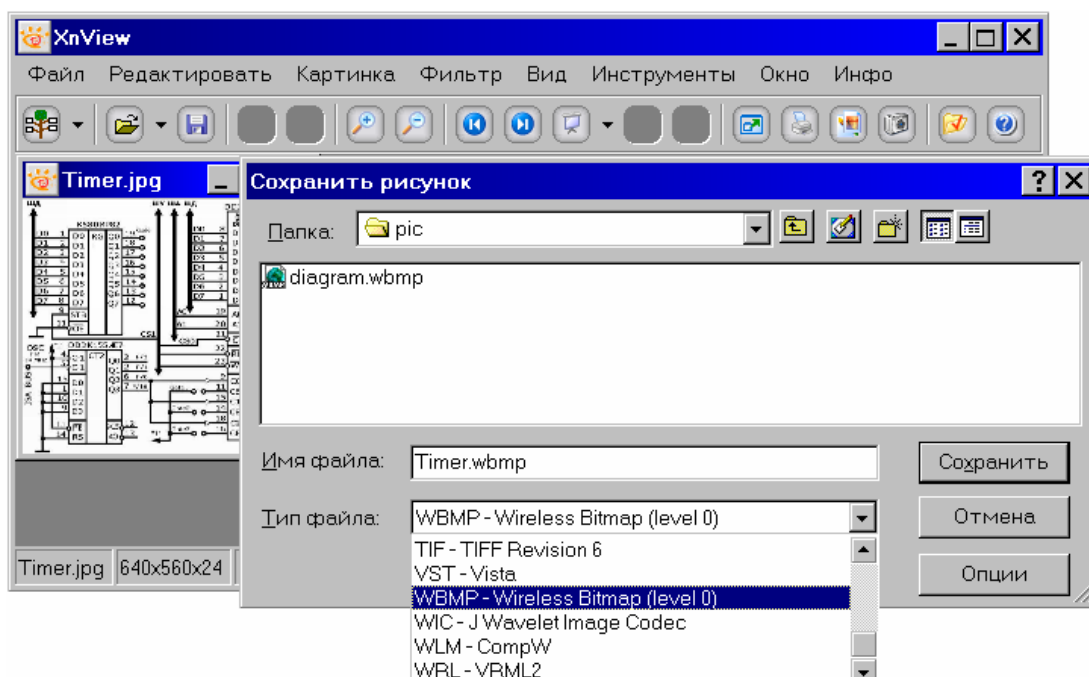 XnView
Файл Редактировать Картинка Фильтр Вид Инструменты Окно Инфо
Timer.jpg
Сохранить рисунок
Папка: pic
diagram.wbmp
Имя файла: Timer.wbmp
Сохранить
Тип файла: WBMP - Wireless Bitmap (level 0)
Отмена
TIF - TIFF Revision 6
VST - Vista
WBMP - Wireless Bitmap (level 0)
WIC - J Wavelet Image Codec
WLM - CompW
WRL - VRML2
Опции
Timer.jpg 640x560x24